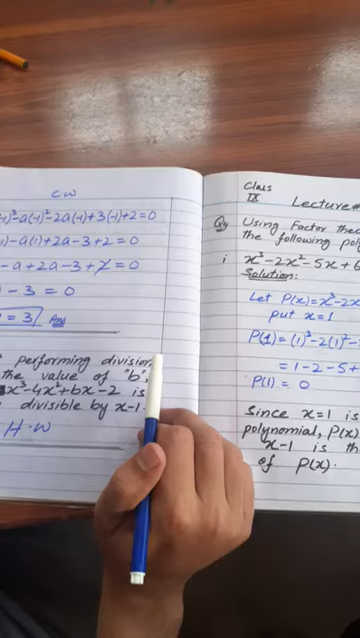 CW
-1)³-a(-1)²-2a(-1)+3(-1)+2=0
1)-a(1)+2a-3+2=0
-a+2a-3+2=0
-3=0
=3 Ans
performing division
the value of "b",
x³-4x²+bx-2 is
divisible by x-1.
H-W
Class
IX
Lecture#
Q4 Using Factor theo
the following pol
i x³-2x²-5x+6
Solution:
Let P(x)=x³-2x
put x=1
P(1)=(1)³-2(1)²-5
=1-2-5+
P(1)=0
Since x=1 is
polynomial, P(x)
x-1 is th
of P(x).